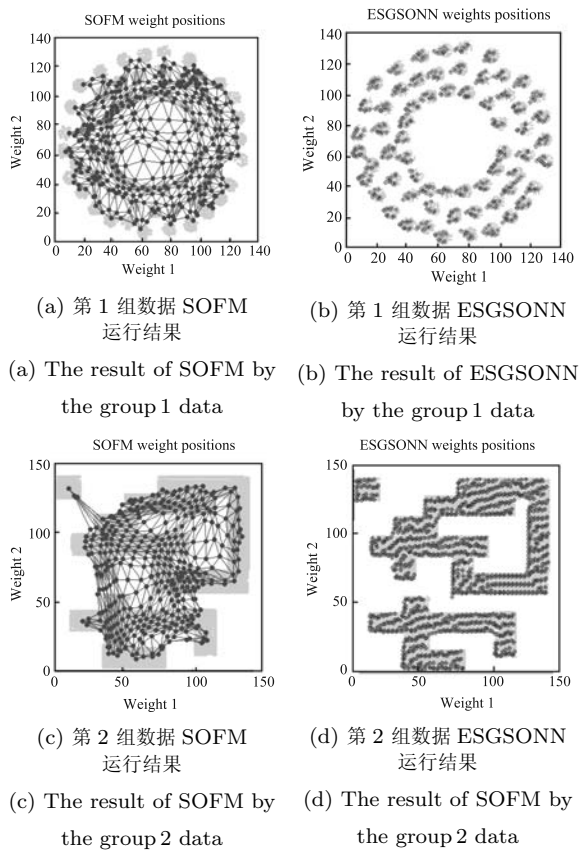 SOFM weight positions
140
120
100
80
60
40
20
0
Weight 2
0 20 40 60 80 100 120 140
Weight 1
(a) 第 1 组数据 SOFM
运行结果
(a) The result of SOFM by
the group 1 data
ESGSONN weights positions
140
120
100
80
60
40
20
0
Weight 2
0 20 40 60 80 100 120 140
Weight 1
(b) 第 1 组数据 ESGSONN
运行结果
(b) The result of ESGSONN
by the group 1 data
SOFM weight positions
150
100
50
0
Weight 2
0 50 100 150
Weight 1
(c) 第 2 组数据 SOFM
运行结果
(c) The result of SOFM by
the group 2 data
ESGSONN weights positions
150
100
50
0
Weight 2
0 50 100 150
Weight 1
(d) 第 2 组数据 ESGSONN
运行结果
(d) The result of SOFM by
the group 2 data